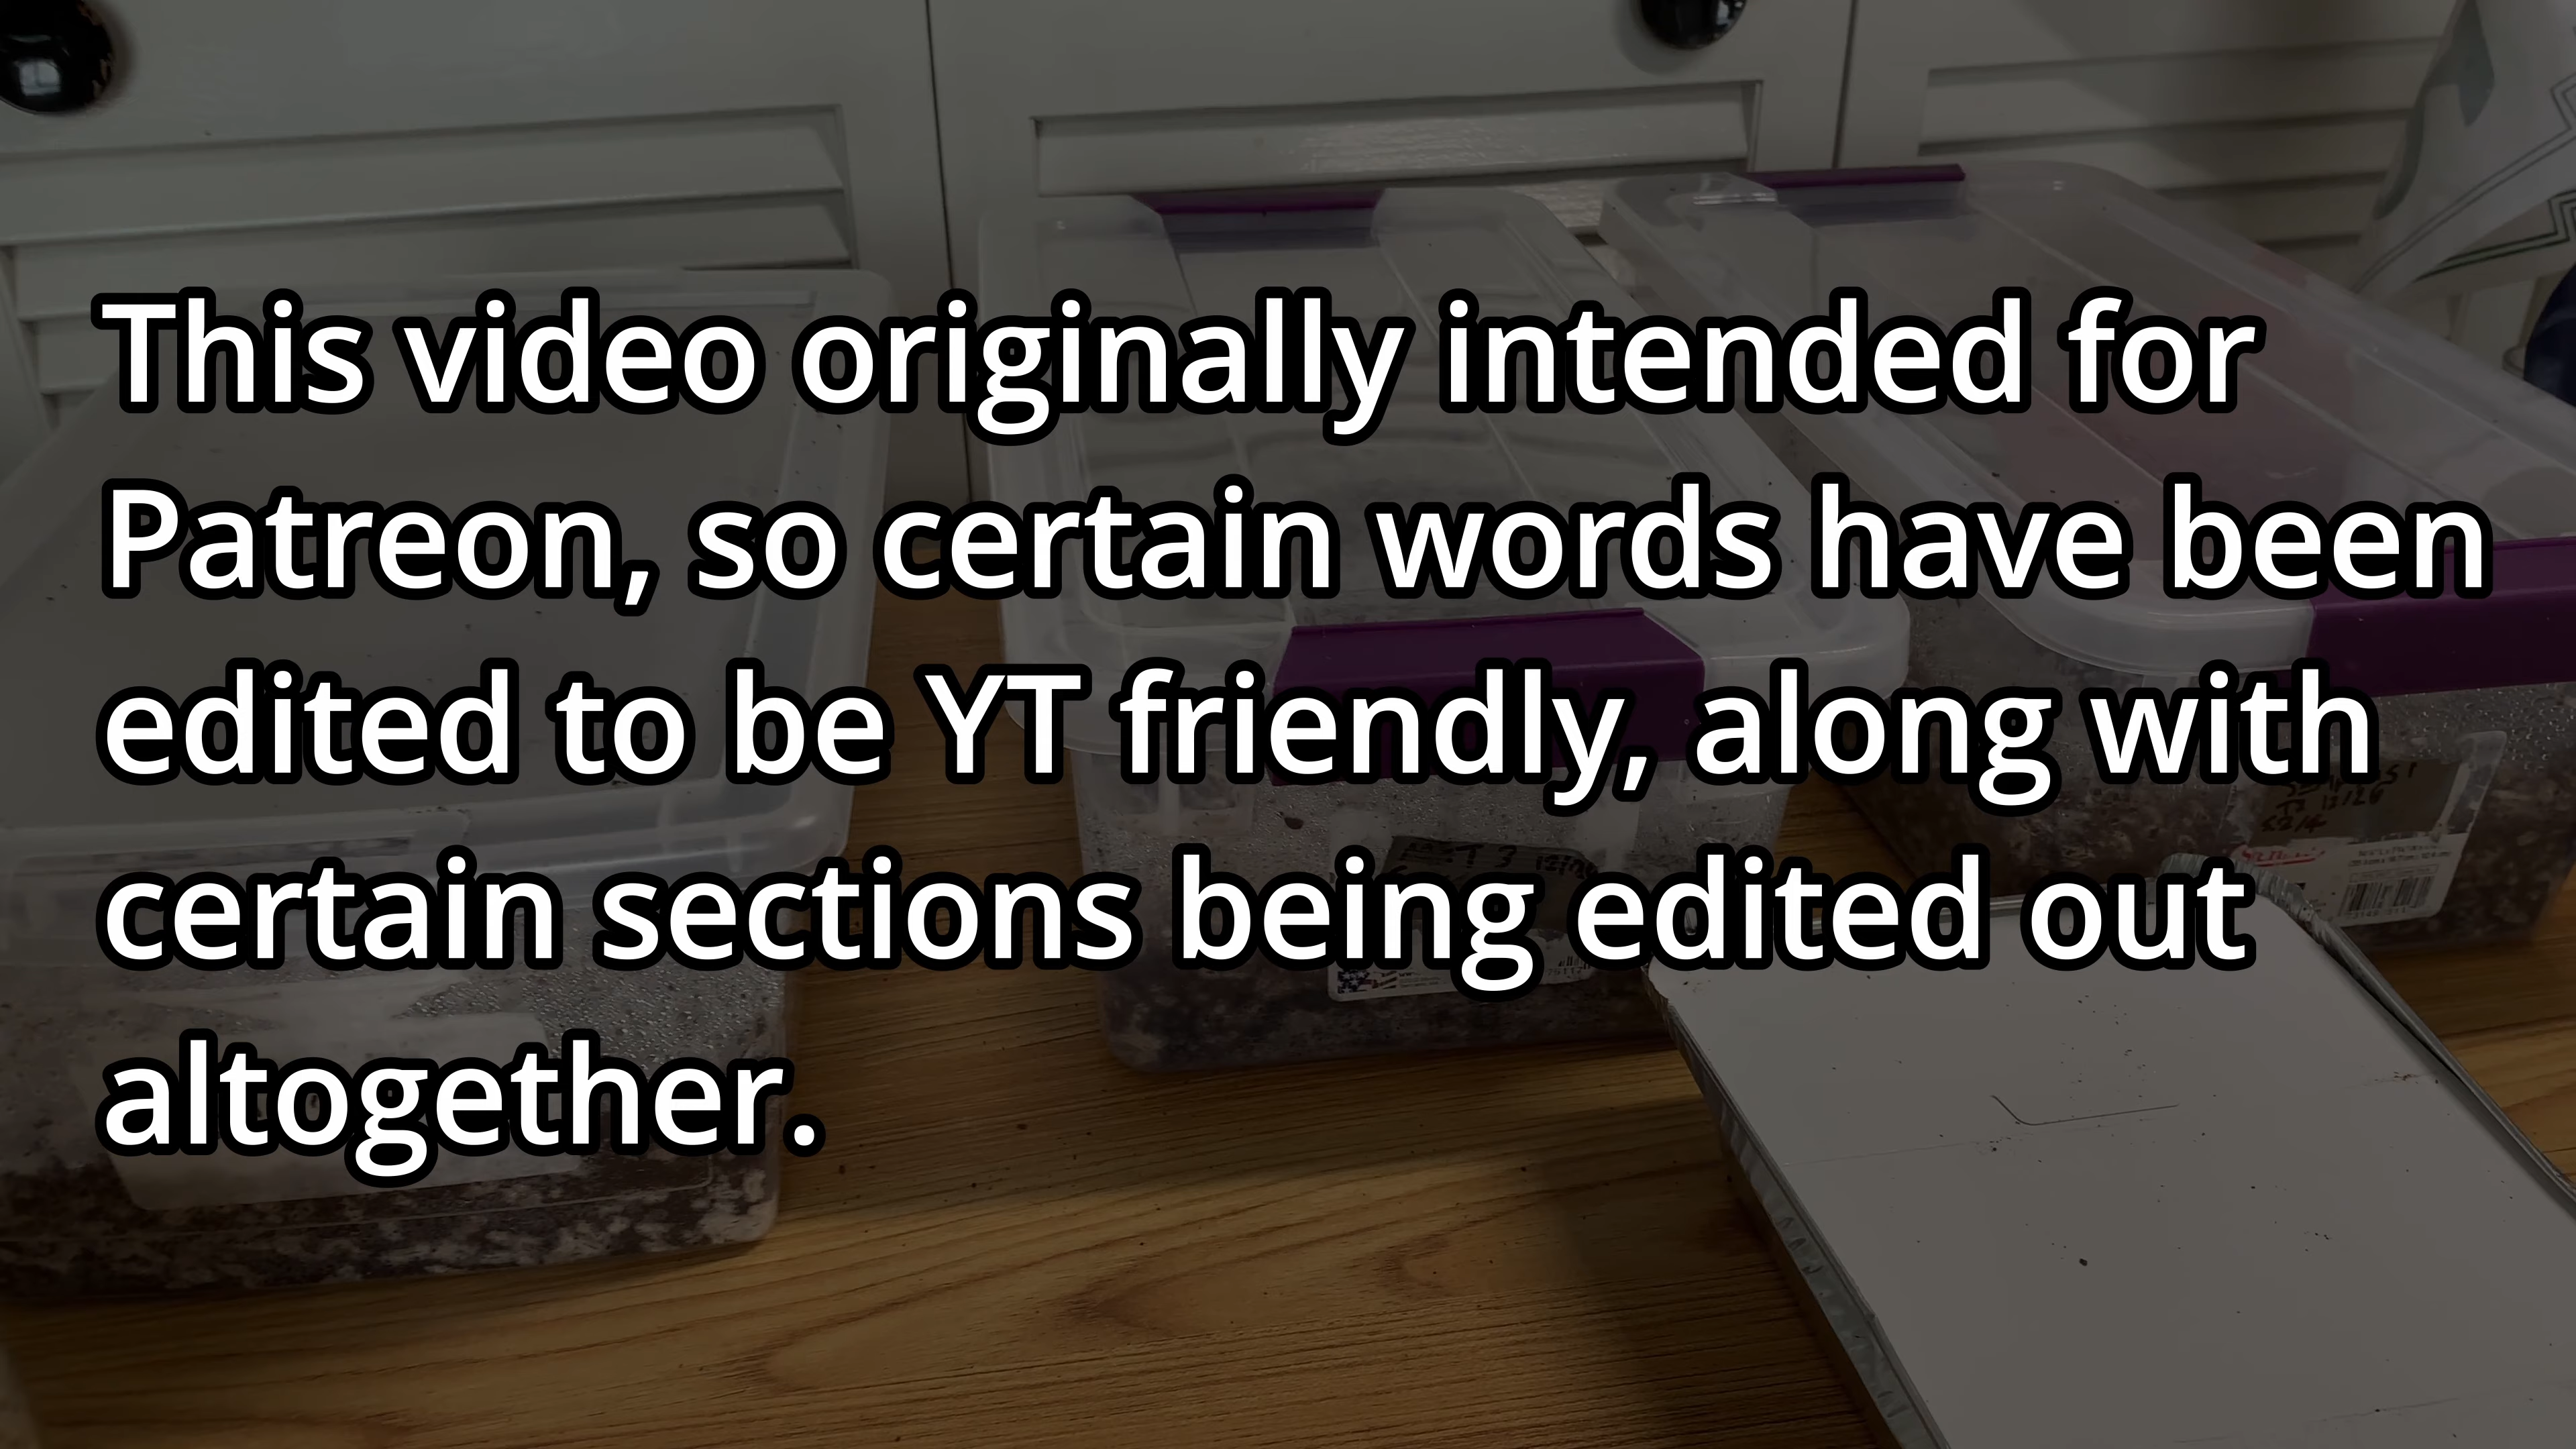 This video originally intended for
Patreon, so certain words have been
edited to be YT friendly, along with
certain sections being edited out
altogether.